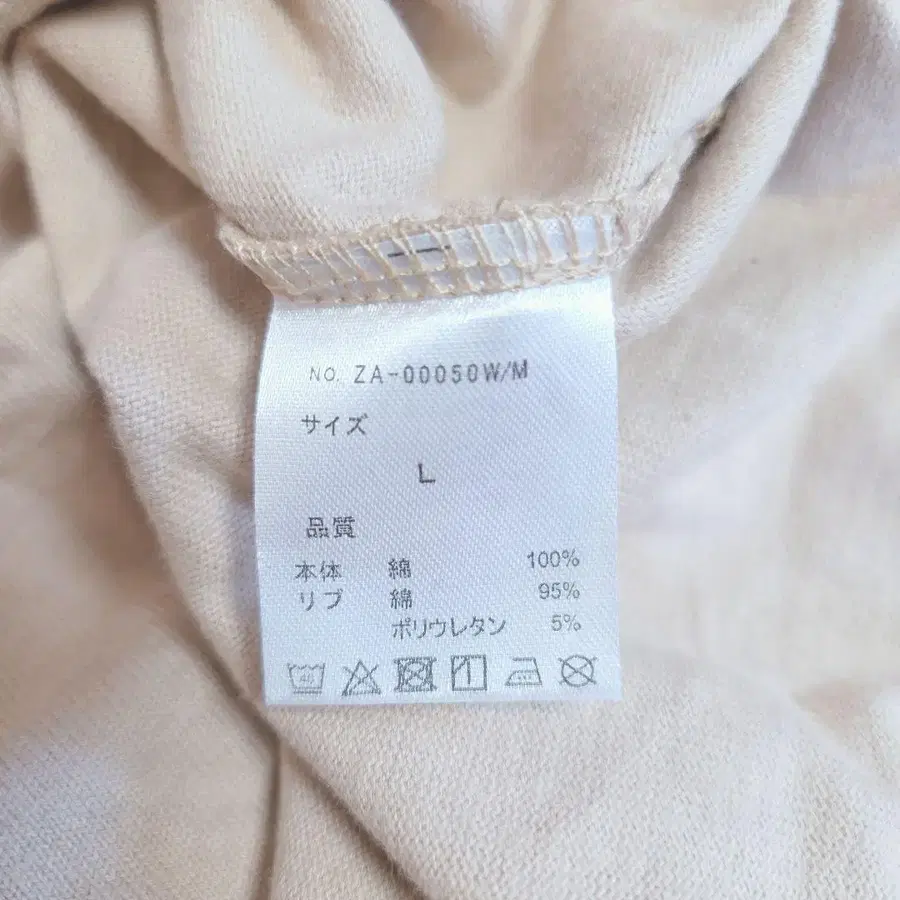 NO. ZA-00050W/M
サイズ
L
品質
本体 綿 100%
リブ 綿 95%
ポリウレタン 5%
40